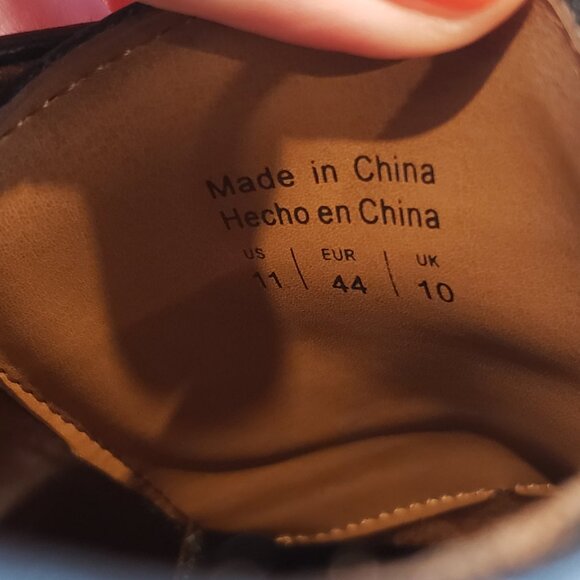 Made in China
Hecho en China
US | EUR | UK
11 | 44 | 10